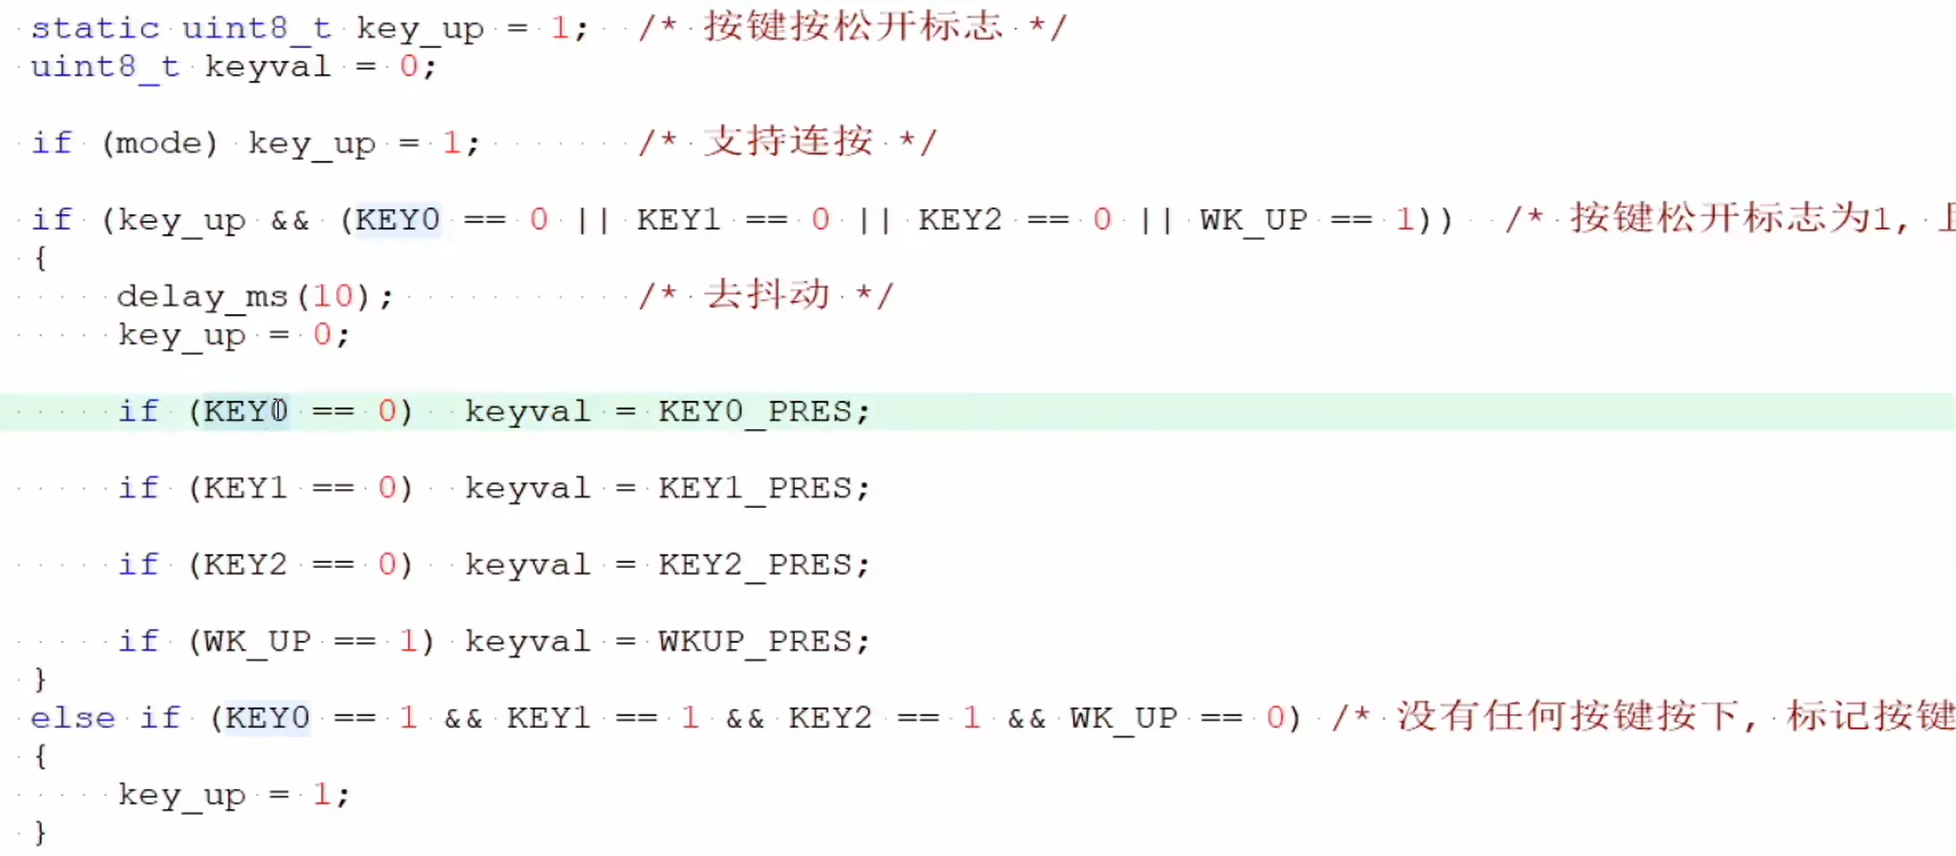 static uint8_t key_up = 1;   /* 按键按松开标志 */
uint8_t keyval = 0;
if (mode) key_up = 1;       /* 支持连接 */
if (key_up && (KEY0 == 0 || KEY1 == 0 || KEY2 == 0 || WK_UP == 1))  /* 按键松开标志为1,
{
    delay_ms(10);           /* 去抖动 */
    key_up = 0;
    if (KEY0 == 0)  keyval = KEY0_PRES;
    if (KEY1 == 0)  keyval = KEY1_PRES;
    if (KEY2 == 0)  keyval = KEY2_PRES;
    if (WK_UP == 1) keyval = WKUP_PRES;
}
else if (KEY0 == 1 && KEY1 == 1 && KEY2 == 1 && WK_UP == 0) /* 没有任何按键按下, 标记按键
{
    key_up = 1;
}